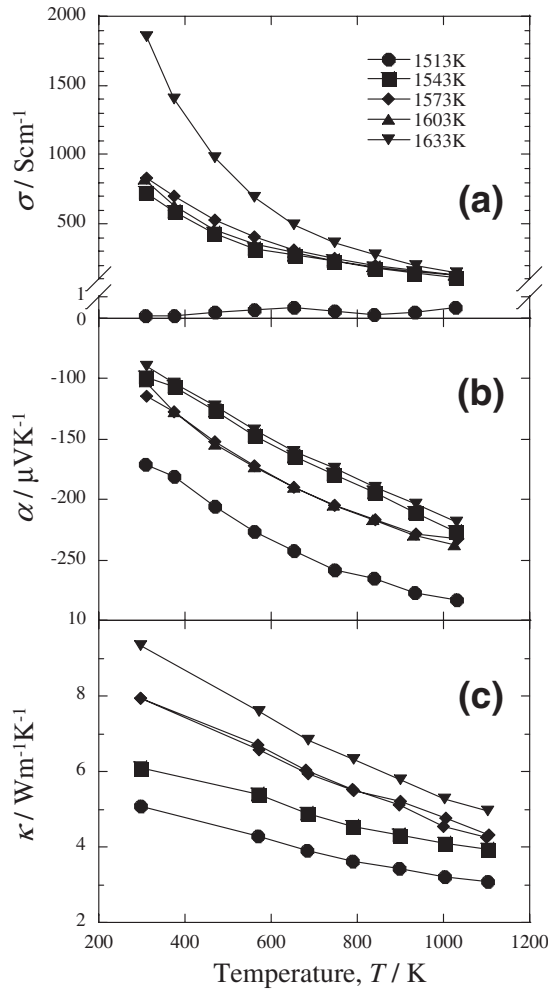 2000
1500
1000
500
1
0
σ / Scm⁻¹
1513K
1543K
1573K
1603K
1633K
(a)
-100
-150
-200
-250
α / μVK⁻¹
(b)
10
8
6
4
2
κ / Wm⁻¹K⁻¹
(c)
200 400 600 800 1000 1200
Temperature, T / K